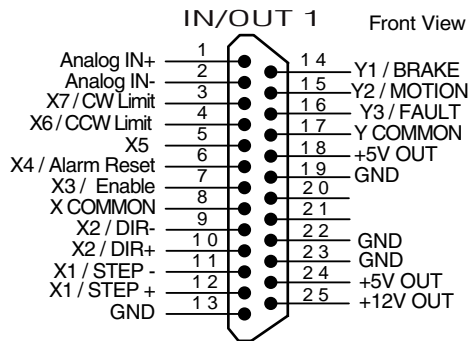 IN/OUT 1
Front View
Analog IN+ 1
Analog IN- 2
X7 / CW Limit 3
X6 / CCW Limit 4
X5 5
X4 / Alarm Reset 6
X3 / Enable 7
X COMMON 8
X2 / DIR- 9
X2 / DIR+ 10
X1 / STEP - 11
X1 / STEP + 12
GND 13
14 Y1 / BRAKE
15 Y2 / MOTION
16 Y3 / FAULT
17 Y COMMON
18 +5V OUT
19 GND
20
21
22 GND
23 GND
24 +5V OUT
25 +12V OUT